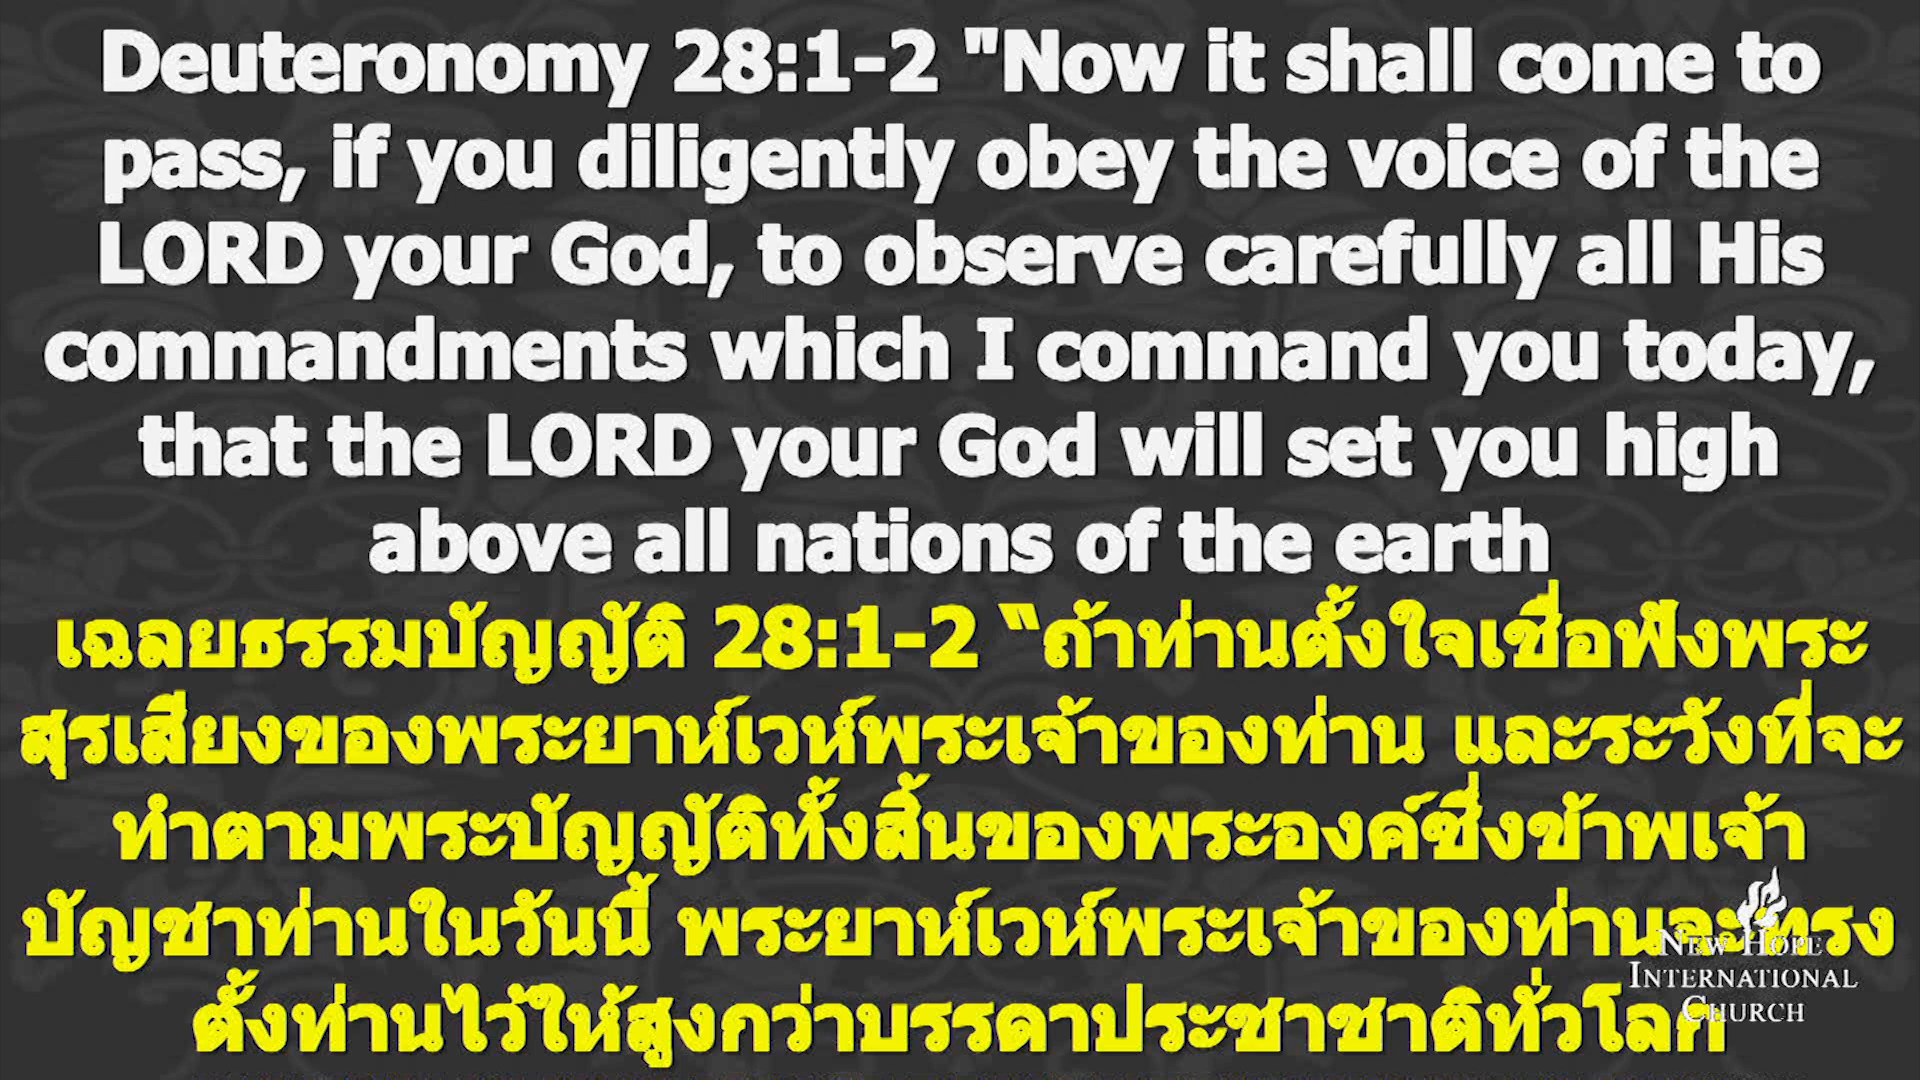 Deuteronomy 28:1-2 "Now it shall come to
pass, if you diligently obey the voice of the
LORD your God, to observe carefully all His
commandments which I command you today,
that the LORD your God will set you high
above all nations of the earth
เฉลยธรรมบัญญัติ 28:1-2 “ถ้าท่านตั้งใจเชื่อฟังพระ
สุรเสียงของพระยาห์เวห์พระเจ้าของท่าน และระวังที่จะ
ทำตามพระบัญญัติทั้งสิ้นของพระองค์ซึ่งข้าพเจ้า
บัญชาท่านในวันนี้ พระยาห์เวห์พระเจ้าของท่านจะทรง
ตั้งท่านไว้ให้สูงกว่าบรรดาประชาชาติทั่วโลก
NEW HOPE
INTERNATIONAL
CHURCH